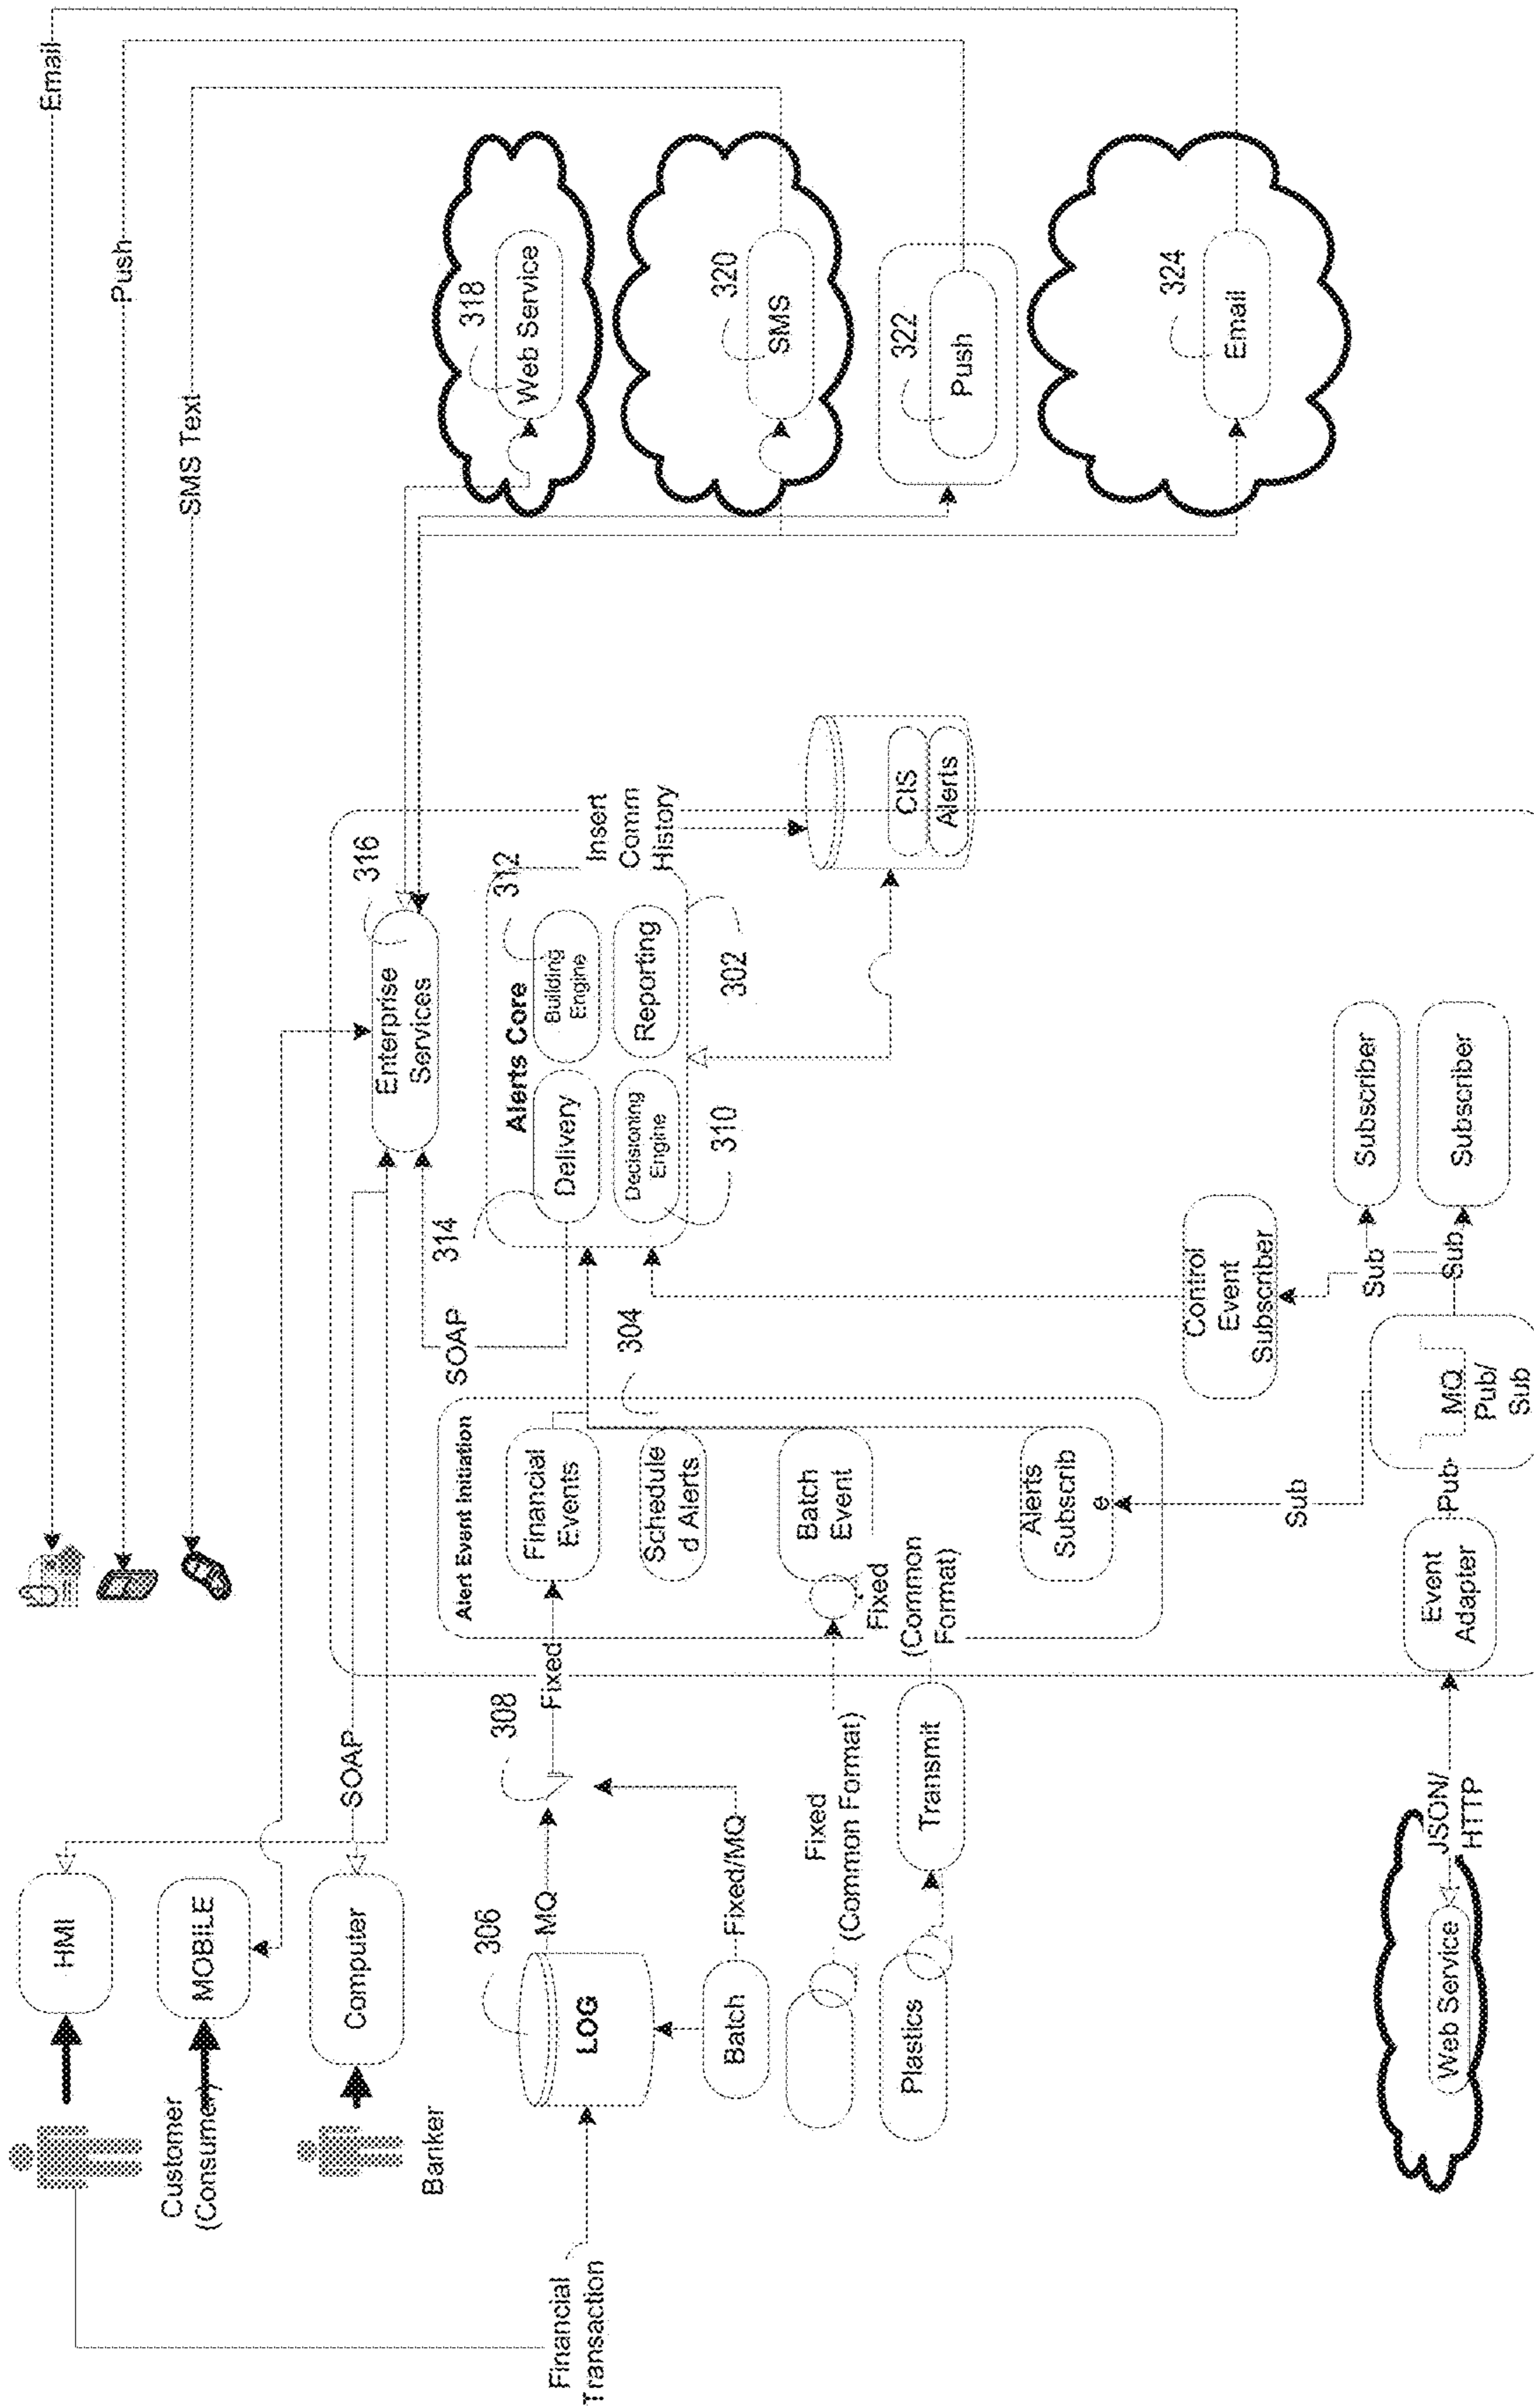 Email
Push
SMS Text
HMI
MOBILE
Computer
Customer
(Consumer)
Banker
SOAP
Enterprise
Services
316
318
Web Service
320
SMS
322
Push
324
Email
Alerts Core
312
Building
Engine
314
Delivery
Reporting
302
Decisioning
Engine
310
SOAP
Insert
Comm
History
CIS
Alerts
Alert Event Initiation
304
Financial
Events
Schedule
d Alerts
Batch
Event
Alerts
Subscrib
e
Fixed
308
MQ
306
LOG
Financial
Transaction
Batch
Fixed/MQ
Fixed
(Common Format)
Fixed
(Common
Format)
Plastics
Transmit
Control
Event
Subscriber
Subscriber
Subscriber
Sub
Sub
Sub
MQ
Pub/
Sub
Pub
Event
Adapter
JSON/
HTTP
Web Service